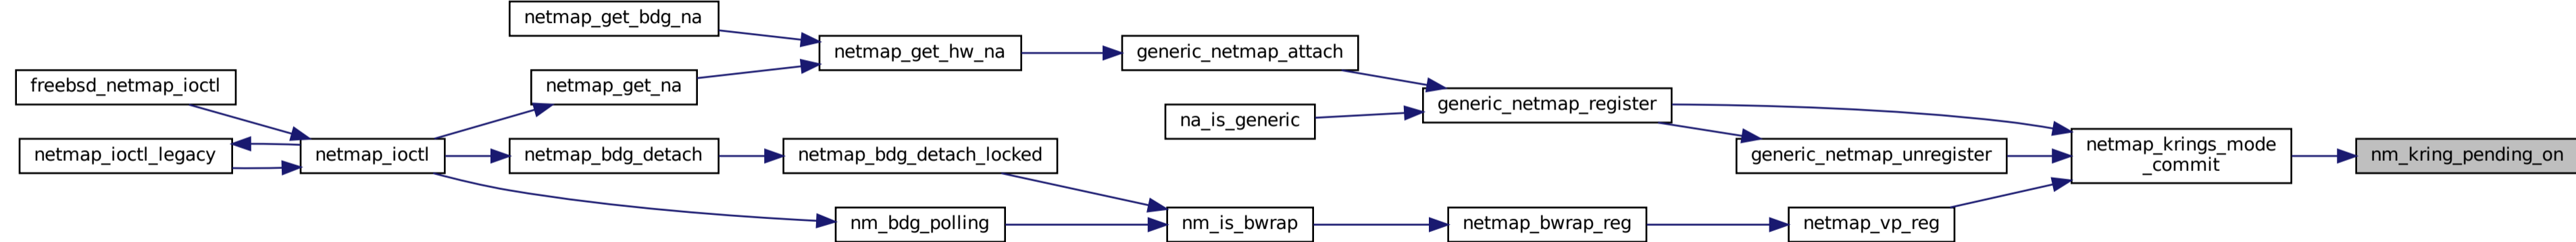 netmap_get_bdg_na
netmap_get_hw_na
generic_netmap_attach
freebsd_netmap_ioctl
netmap_get_na
generic_netmap_register
na_is_generic
netmap_ioctl_legacy
netmap_ioctl
netmap_bdg_detach
netmap_bdg_detach_locked
generic_netmap_unregister
netmap_krings_mode
_commit
nm_kring_pending_on
nm_bdg_polling
nm_is_bwrap
netmap_bwrap_reg
netmap_vp_reg